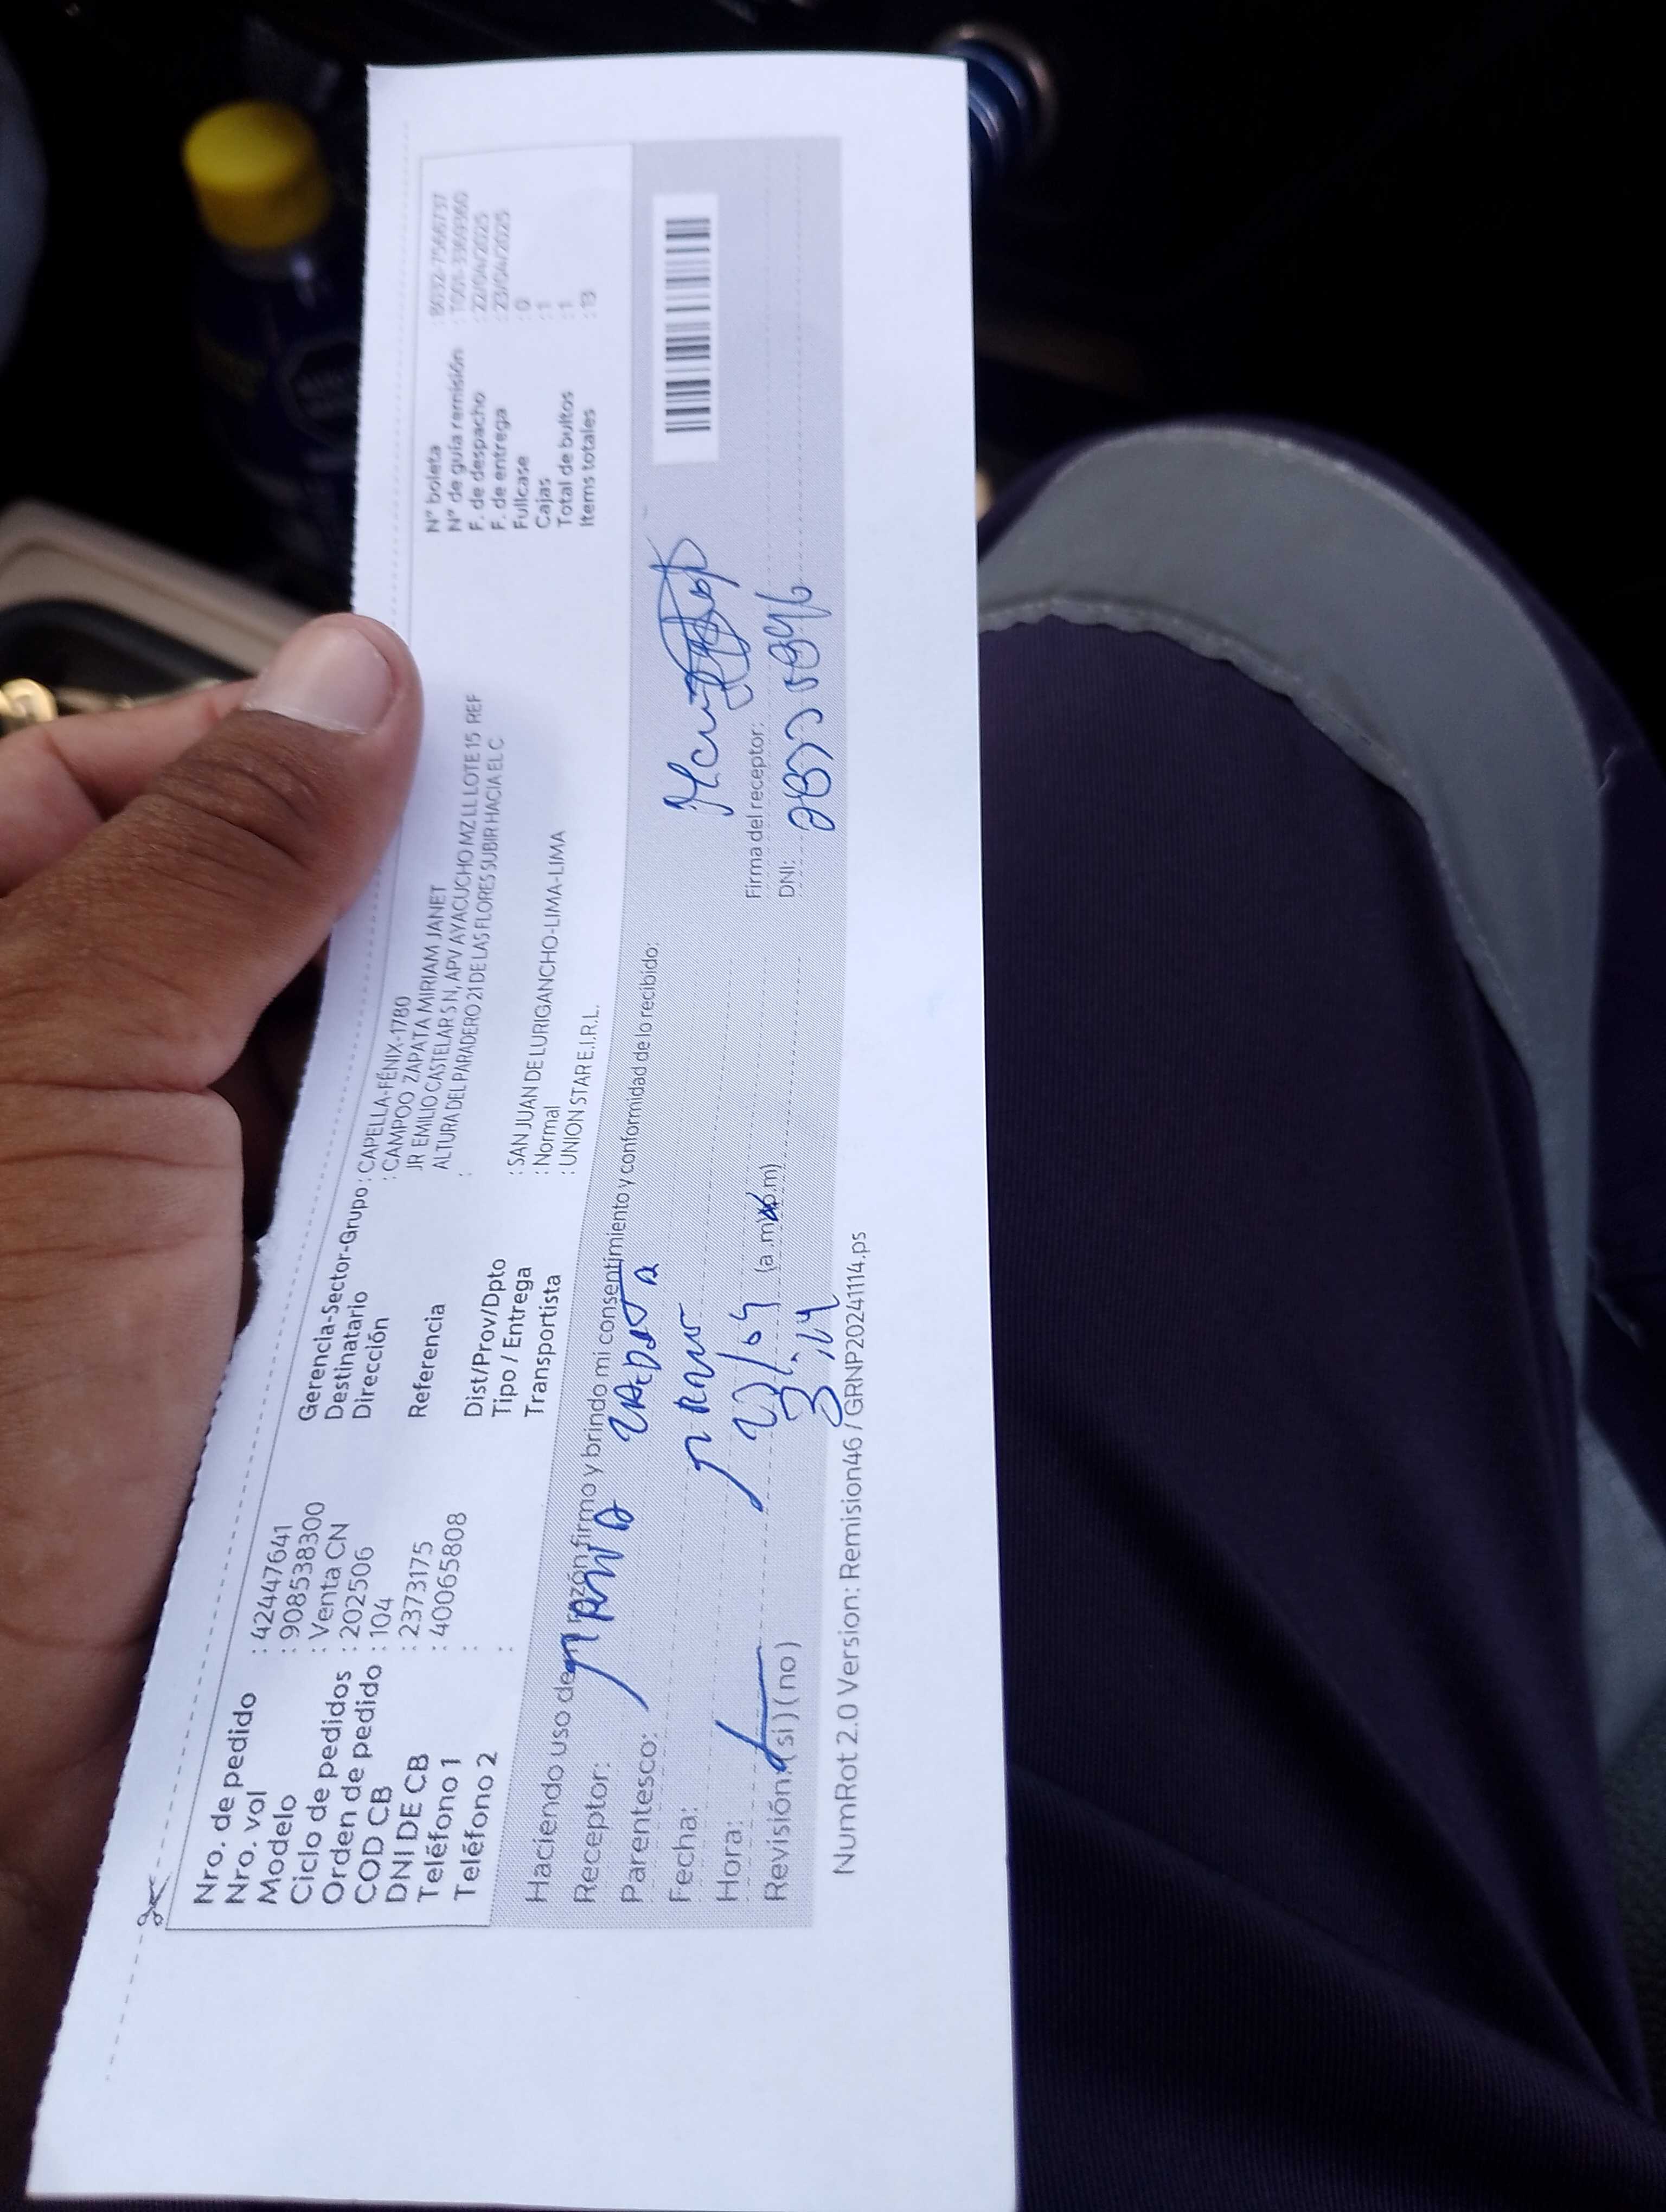 Nro. de pedido : 42447641
Nro. vol : 908538300
Modelo : Venta CN
Ciclo de pedidos : 202506
Orden de pedido : 104
COD CB : 2373175
DNI DE CB : 40065808
Teléfono 1 :
Teléfono 2 :
Gerencia-Sector-Grupo : CAPELLA-FÉNIX-1780
Destinatario : CAMPOO ZAPATA MIRIAM JANET
Dirección JR EMILIO CASTELAR S N, APV AYACUCHO MZ LL LOTE 15 REF
ALTURA DEL PARADERO 21 DE LAS FLORES SUBIR HACIA EL C
Referencia :
Dist/Prov/Dpto : SAN JUAN DE LURIGANCHO-LIMA-LIMA
Tipo / Entrega : Normal
Transportista : UNION STAR E.I.R.L.
N° boleta :
N° de guía remisión :
F. de despacho : 22/04/2025
F. de entrega : 23/04/2025
Fullcase : 0
Cajas : 1
Total de bultos : 1
Items totales : 13
Haciendo uso de mi razón firmo y brindo mi consentimiento y conformidad de lo recibido:
Receptor:
Parentesco:
Fecha: 23/04
Hora: 3:14 (a.m/p.m)
Revisión: (si) (no)
Firma del receptor:
DNI:
NumRot 2.0 Version: Remision46 / GRNP20241114.ps